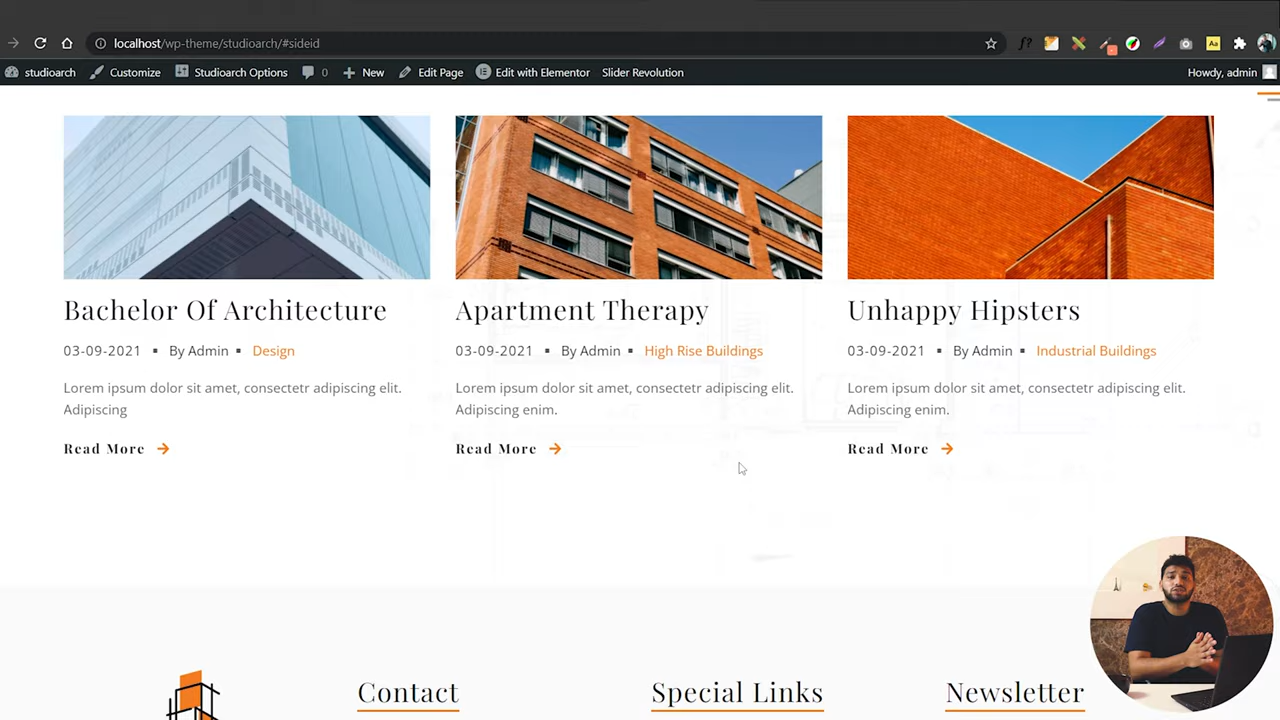 localhost/wp-theme/studioarch/#sideid
f?
Aa
studioarch
Customize
Studioarch Options
0
New
Edit Page
Edit with Elementor
Slider Revolution
Howdy, admin
Bachelor Of Architecture
03-09-2021 ▪ By Admin ▪ Design
Lorem ipsum dolor sit amet, consectetr adipiscing elit.
Adipiscing
Read More →
Apartment Therapy
03-09-2021 ▪ By Admin ▪ High Rise Buildings
Lorem ipsum dolor sit amet, consectetr adipiscing elit.
Adipiscing enim.
Read More →
Unhappy Hipsters
03-09-2021 ▪ By Admin ▪ Industrial Buildings
Lorem ipsum dolor sit amet, consectetr adipiscing elit.
Adipiscing enim.
Read More →
Contact
Special Links
Newsletter